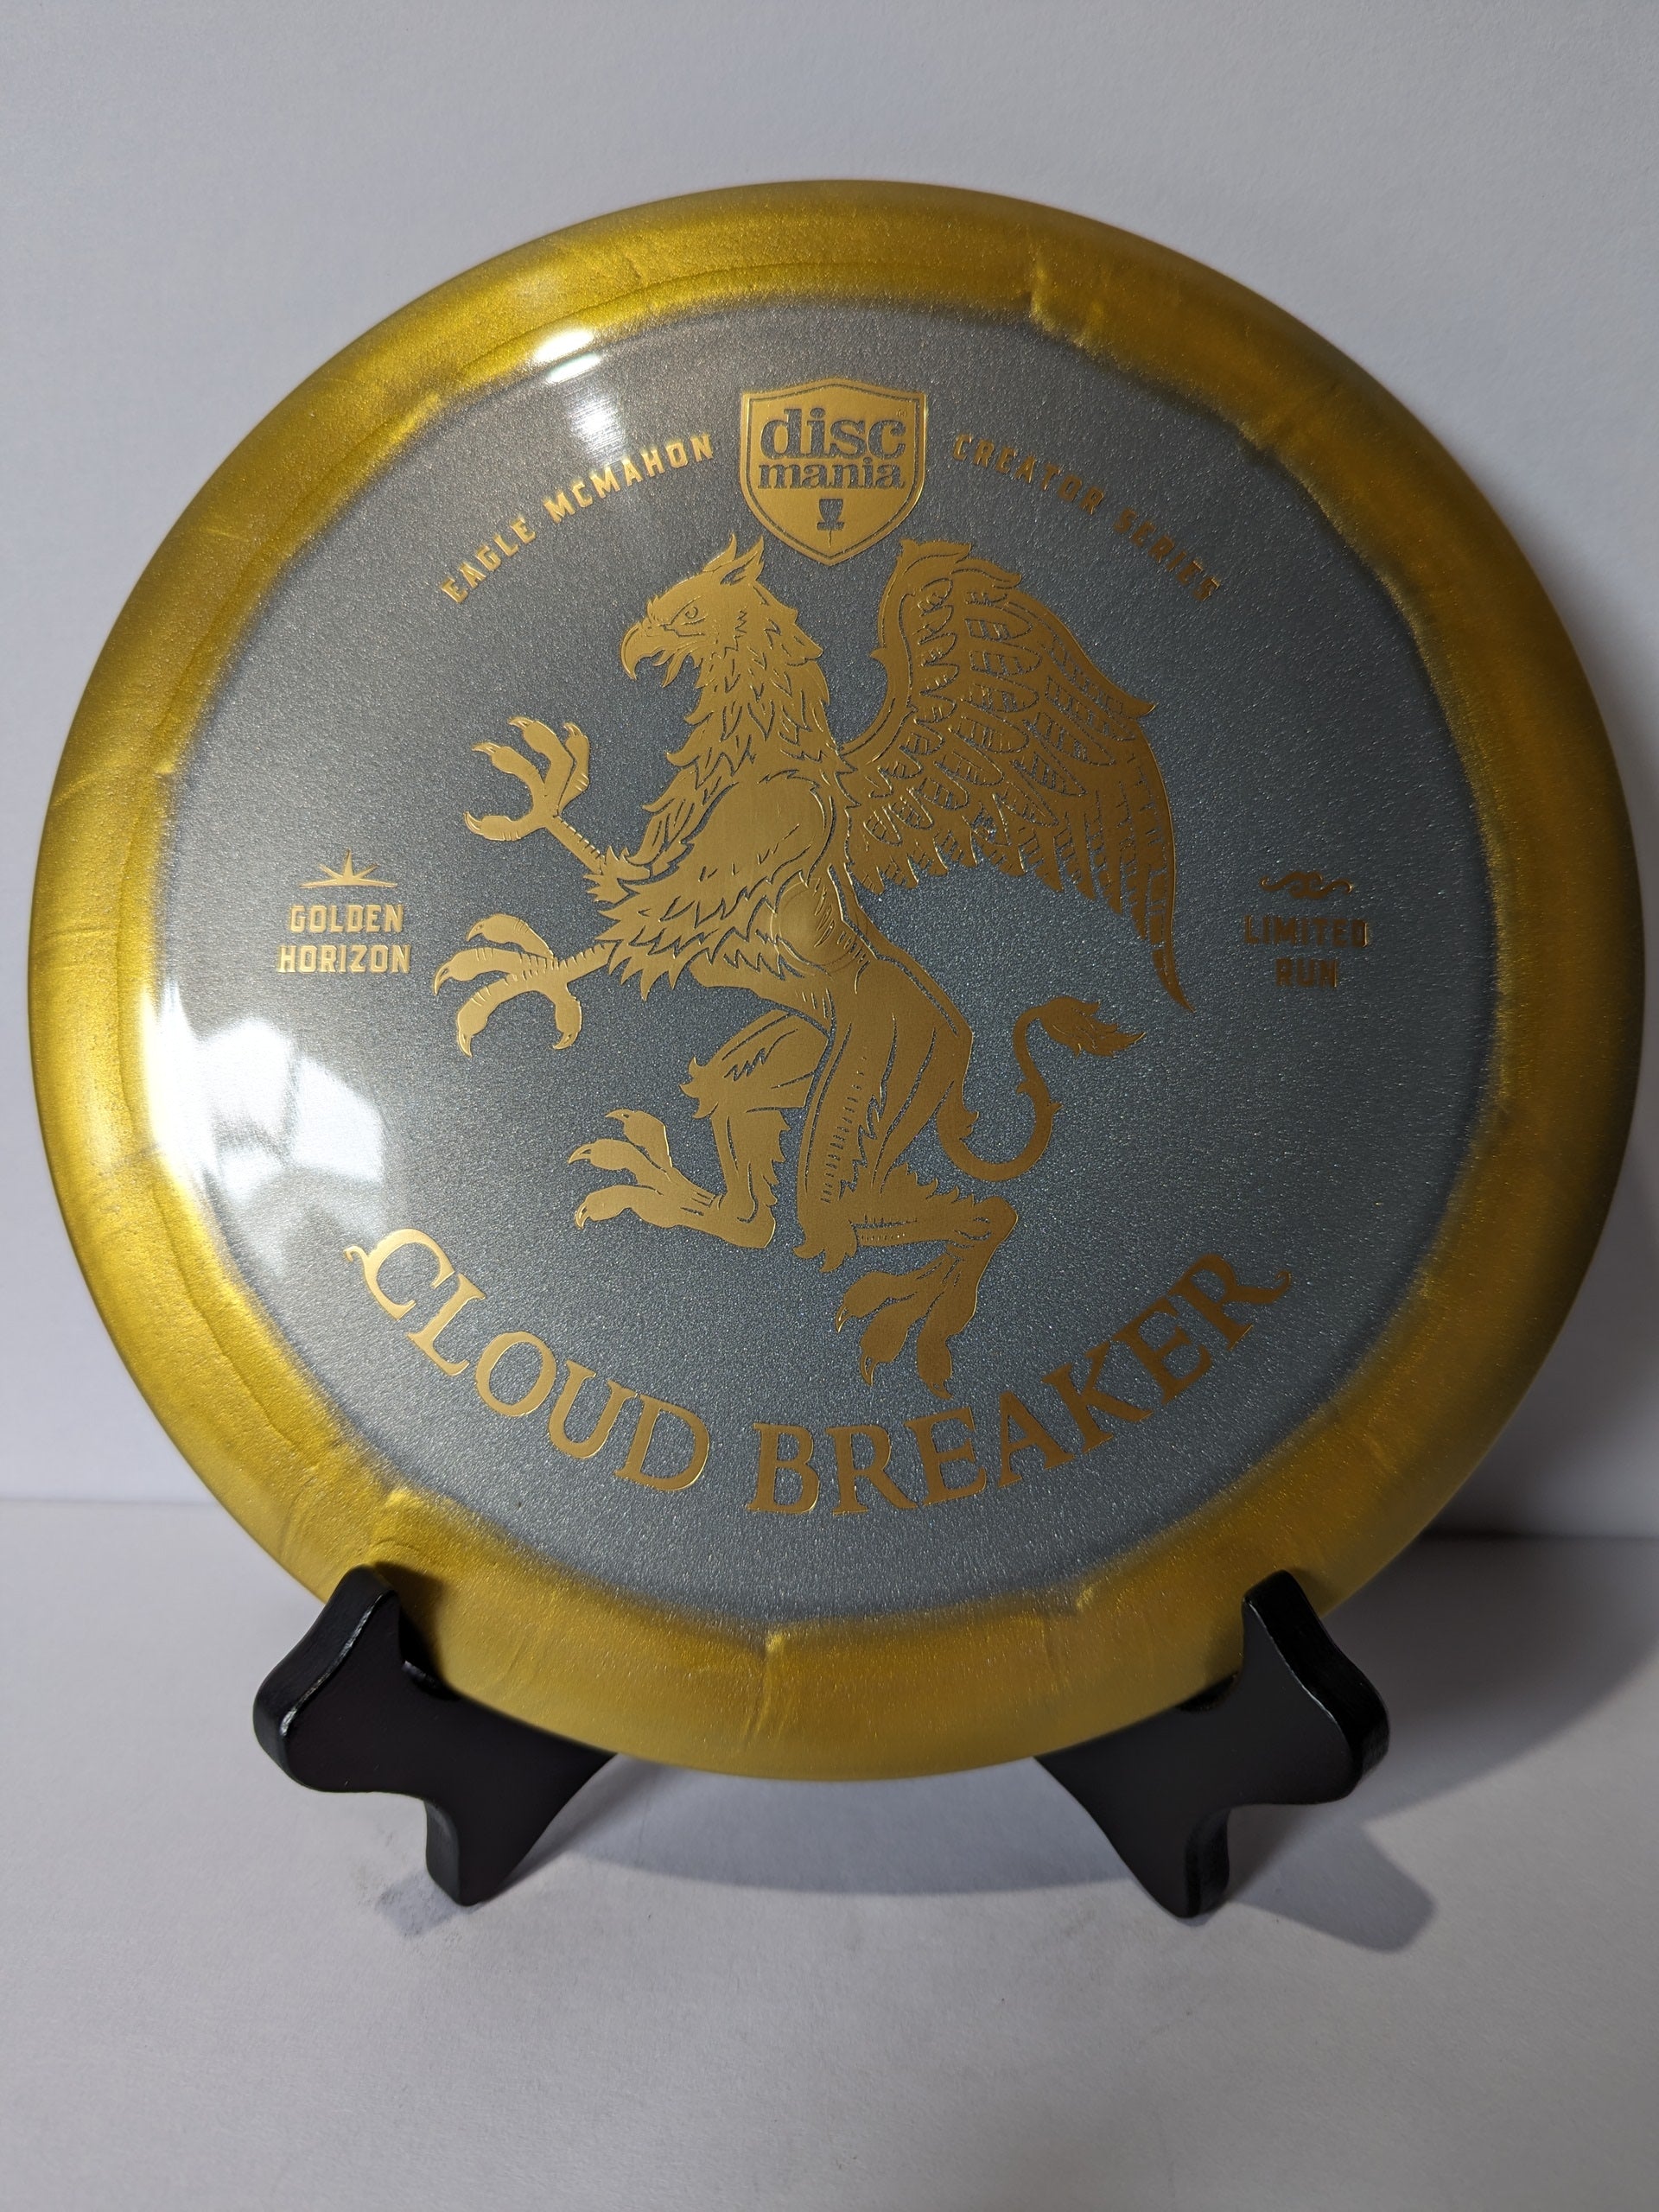 EAGLE MCMAHON
disc
mania
CREATOR SERIES
GOLDEN
HORIZON
LIMITED
RUN
CLOUD BREAKER